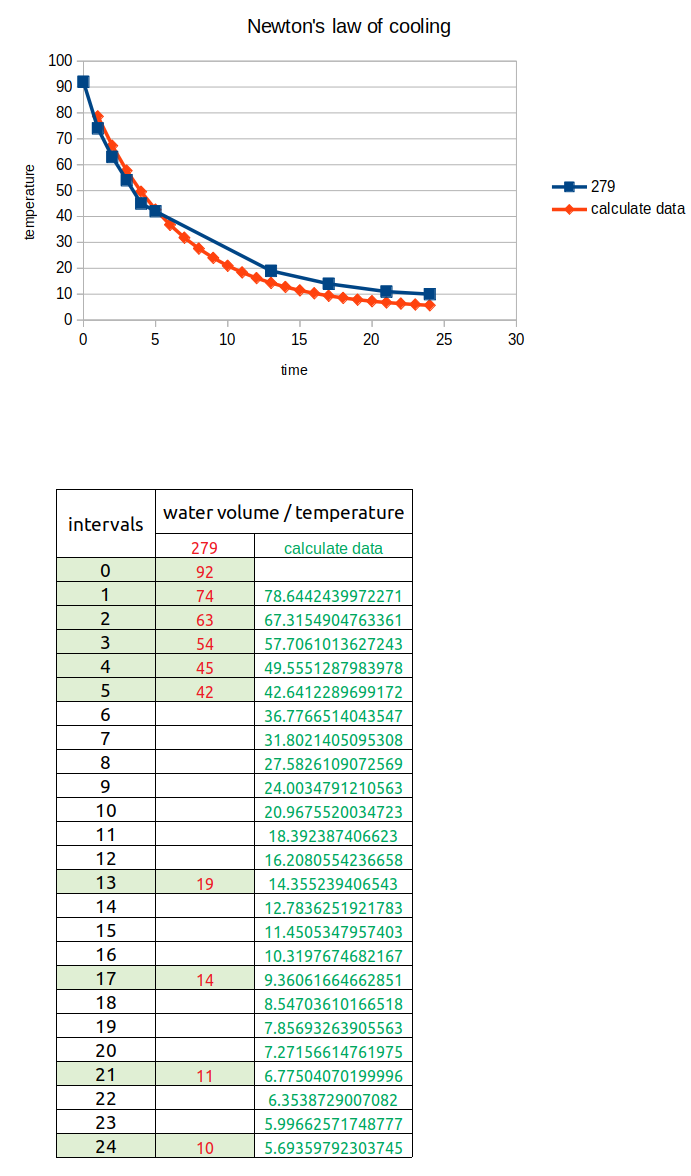 Newton's law of cooling
100
90
80
70
60
50
40
30
20
10
0
temperature
0 5 10 15 20 25 30
time
279
calculate data
intervals water volume / temperature
279 calculate data
0 92
1 74 78.6442439972271
2 63 67.3154904763361
3 54 57.7061013627243
4 45 49.5551287983978
5 42 42.6412289699172
6 36.7766514043547
7 31.8021405095308
8 27.5826109072569
9 24.0034791210563
10 20.9675520034723
11 18.392387406623
12 16.2080554236658
13 19 14.355239406543
14 12.7836251921783
15 11.4505347957403
16 10.3197674682167
17 14 9.36061664662851
18 8.54703610166518
19 7.85693263905563
20 7.27156614761975
21 11 6.77504070199996
22 6.3538729007082
23 5.99662571748777
24 10 5.69359792303745